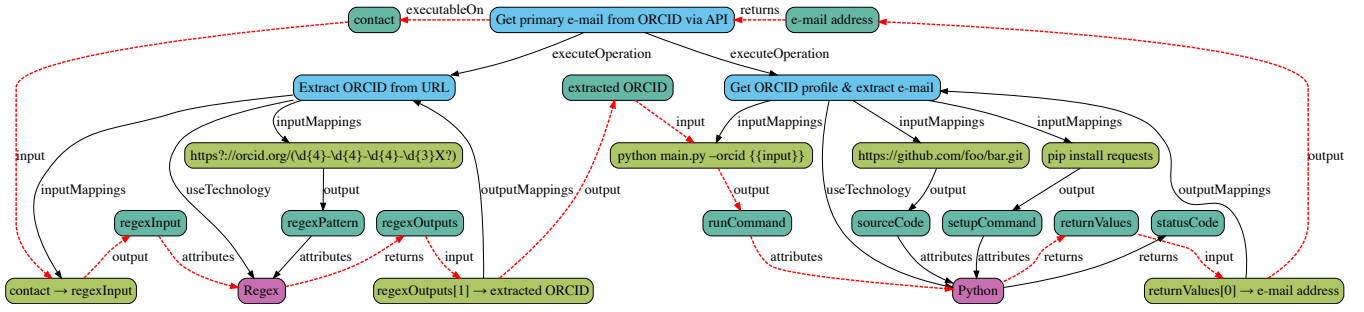 contact
executableOn
Get primary e-mail from ORCID via API
returns
e-mail address
executeOperation
executeOperation
Extract ORCID from URL
extracted ORCID
Get ORCID profile & extract e-mail
inputMappings
input
inputMappings
inputMappings
inputMappings
input
https?://orcid.org/(\d{4}-\d{4}-\d{4}-\d{3}X?)
python main.py –orcid {{input}}
https://github.com/foo/bar.git
pip install requests
output
inputMappings
useTechnology
output
outputMappings
output
output
useTechnology
output
output
outputMappings
regexInput
regexPattern
regexOutputs
runCommand
sourceCode
setupCommand
returnValues
statusCode
output
attributes
attributes
returns
input
attributes
attributes
attributes
returns
returns
input
contact → regexInput
Regex
regexOutputs[1] → extracted ORCID
Python
returnValues[0] → e-mail address